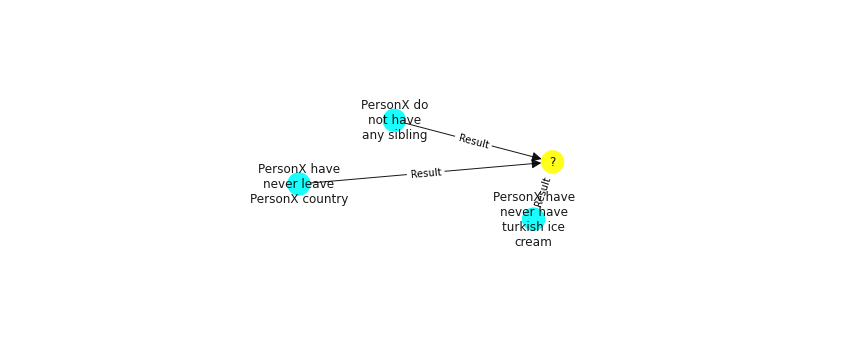 PersonX do
not have
any sibling
Result
?
PersonX have
never leave
PersonX country
Result
Result
PersonX have
never have
turkish ice
cream